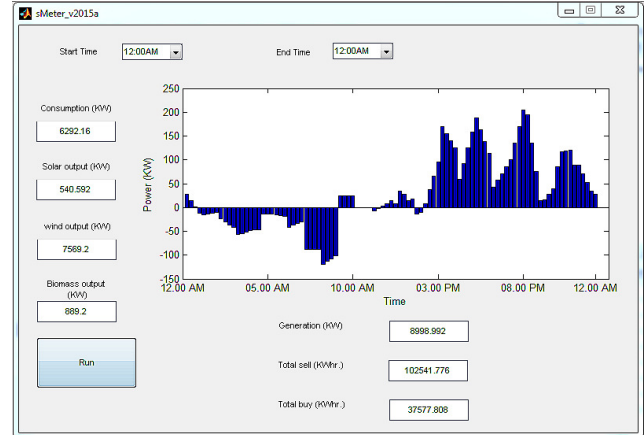 sMeter_v2015a
Start Time 12:00AM End Time 12:00AM
Consumption (KW)
6292.16
Solar output (KW)
540.592
wind output (KW)
7569.2
Biomass output
(KW)
889.2
Run
250
200
150
100
50
0
-50
-100
-150
Power (KW)
12.00 AM 05.00 AM 10.00 AM 03.00 PM 08.00 PM 12.00 AM
Time
Generation (KW) 8998.992
Total sell (KWhr.) 102541.776
Total buy (KWhr.) 37577.808